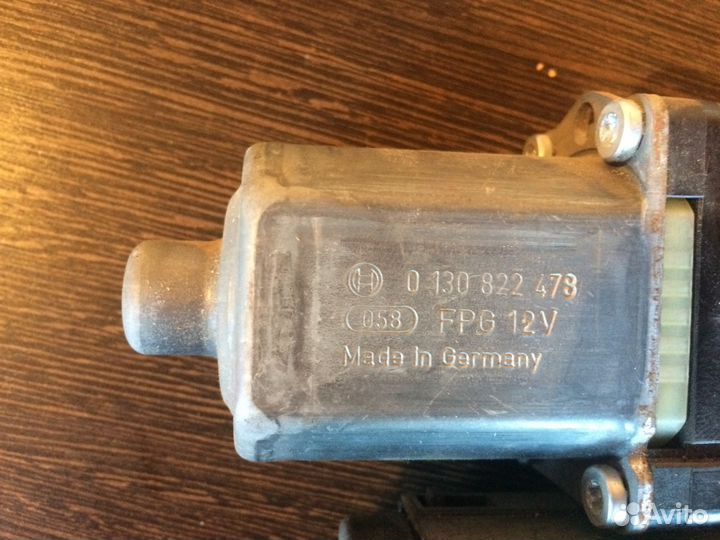 0 130 822 478
058 FPG 12V
Made In Germany
Avito